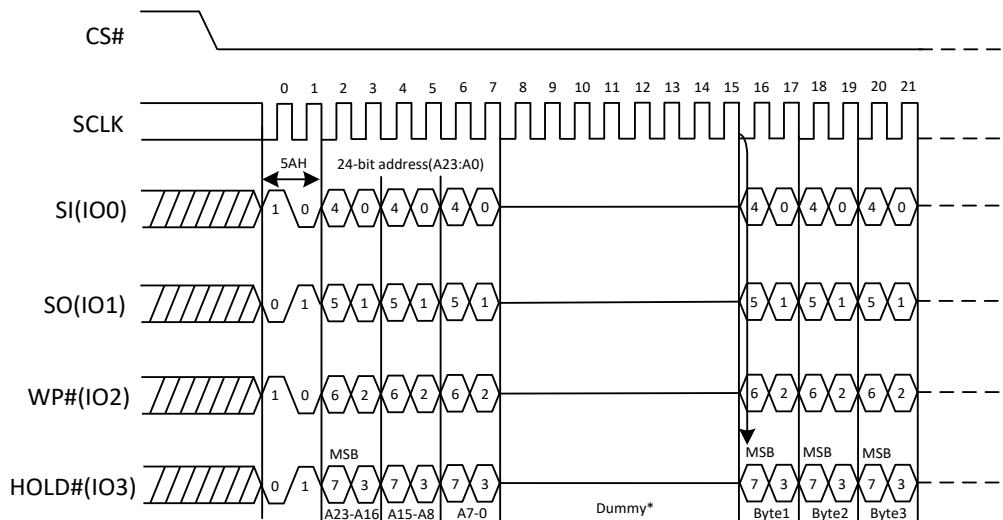 CS#
0 1 2 3 4 5 6 7 8 9 10 11 12 13 14 15 16 17 18 19 20 21
SCLK
5AH 24-bit address(A23:A0)
SI(IO0) 1 0 4 0 4 0 4 0 4 0 4 0 4 0
SO(IO1) 0 1 5 1 5 1 5 1 5 1 5 1 5 1
WP#(IO2) 1 0 6 2 6 2 6 2 6 2 6 2 6 2
MSB MSB MSB MSB
HOLD#(IO3) 0 1 7 3 7 3 7 3 7 3 7 3 7 3
A23-A16 A15-A8 A7-0 Dummy* Byte1 Byte2 Byte3